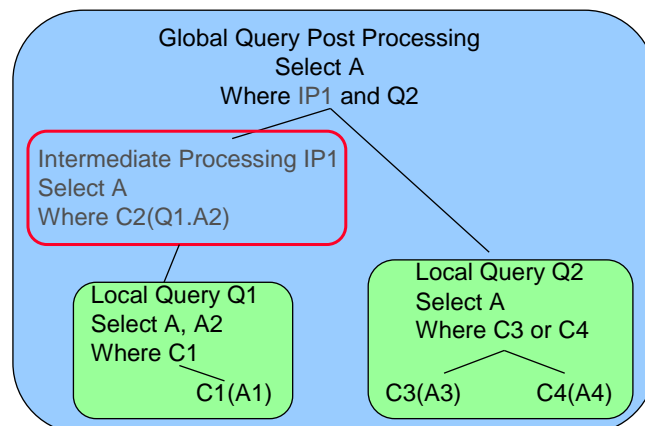 Global Query Post Processing
Select A
Where IP1 and Q2
Intermediate Processing IP1
Select A
Where C2(Q1.A2)
Local Query Q1
Select A, A2
Where C1
C1(A1)
Local Query Q2
Select A
Where C3 or C4
C3(A3)
C4(A4)